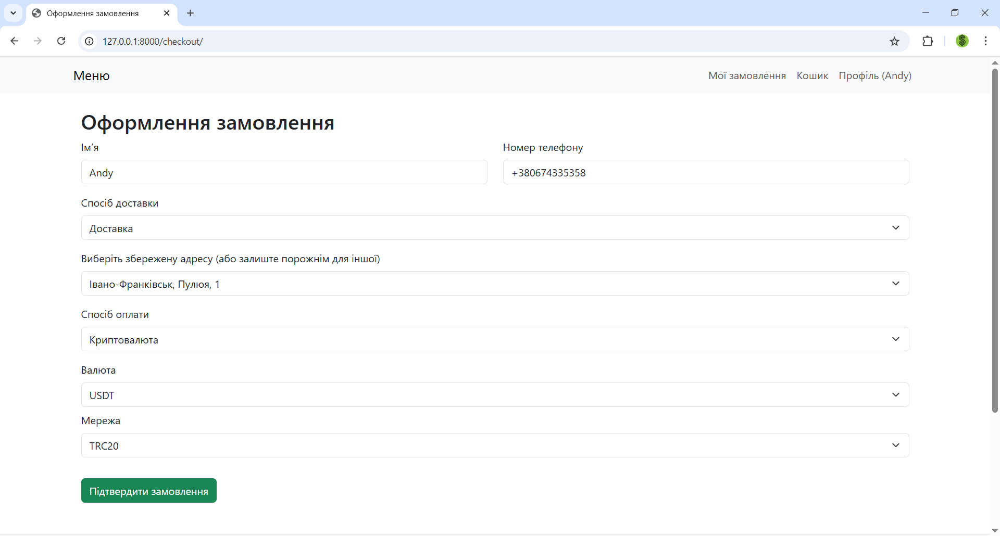 Оформлення замовлення
127.0.0.1:8000/checkout/
Меню
Мої замовлення Кошик Профіль (Andy)
Оформлення замовлення
Ім’я
Номер телефону
Andy
+380674335358
Спосіб доставки
Доставка
Виберіть збережену адресу (або залиште порожнім для іншої)
Івано-Франківськ, Пулюя, 1
Спосіб оплати
Криптовалюта
Валюта
USDT
Мережа
TRC20
Підтвердити замовлення